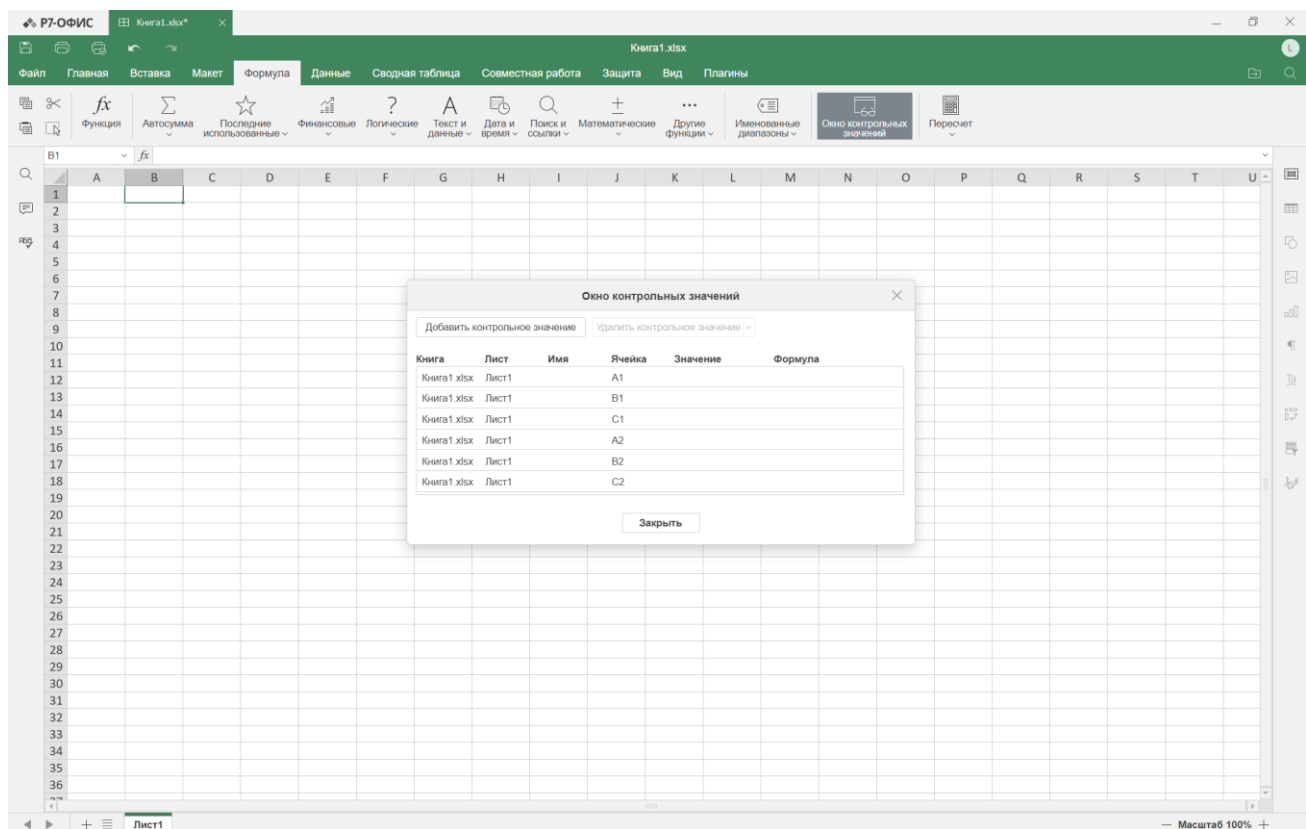 Р7-ОФИС Книга1.xlsx*
Книга1.xlsx L
Файл Главная Вставка Макет Формула Данные Сводная таблица Совместная работа Защита Вид Плагины
fx Функция
Автосумма
Последние использованные
Финансовые
Логические
Текст и данные
Дата и время
Поиск и ссылки
Математические
Другие функции
Именованные диапазоны
Окно контрольных значений
Пересчет
B1 fx
A B C D E F G H I J K L M N O P Q R S T U
1
2
3
4
5
6
7
8
9
10
11
12
13
14
15
16
17
18
19
20
21
22
23
24
25
26
27
28
29
30
31
32
33
34
35
36
37
Окно контрольных значений
Добавить контрольное значение Удалить контрольное значение
Книга Лист Имя Ячейка Значение Формула
Книга1.xlsx Лист1 A1
Книга1.xlsx Лист1 B1
Книга1.xlsx Лист1 C1
Книга1.xlsx Лист1 A2
Книга1.xlsx Лист1 B2
Книга1.xlsx Лист1 C2
Закрыть
Лист1 Масштаб 100%